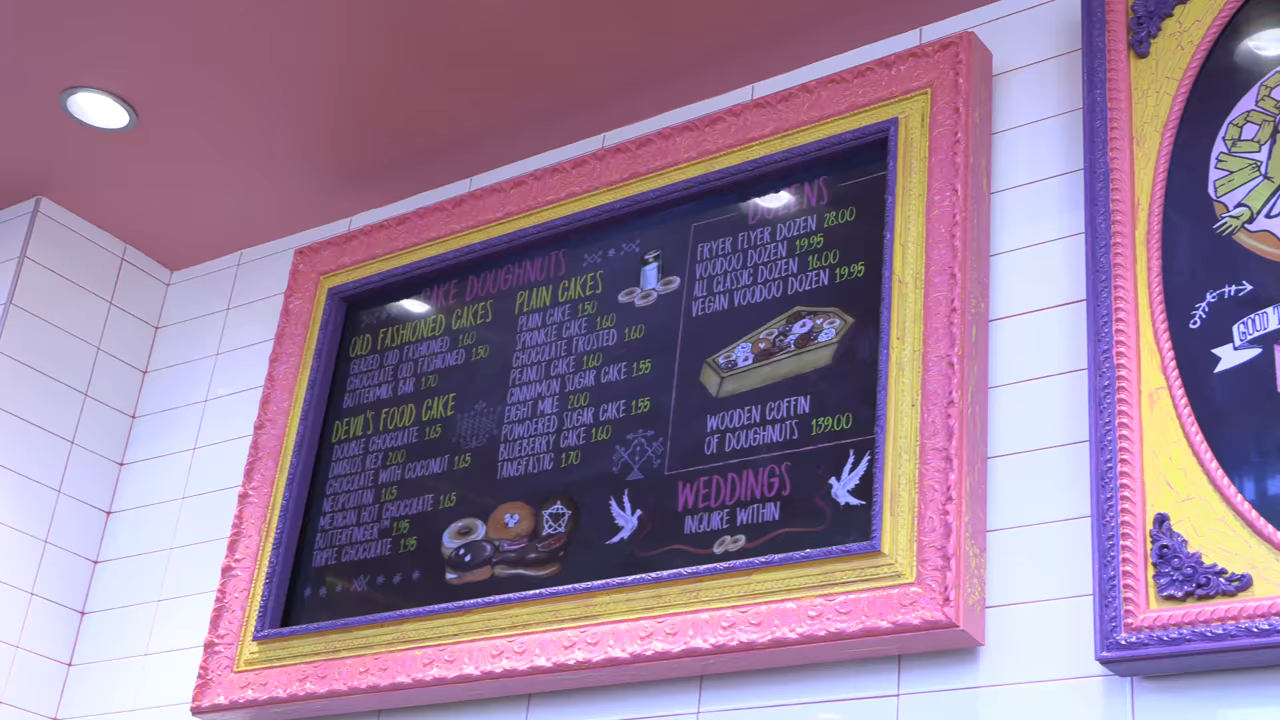 CAKE DOUGHNUTS
OLD FASHIONED CAKES
GLAZED OLD FASHIONED 1.60
CHOCOLATE OLD FASHIONED 1.50
BUTTERMILK BAR 1.70
DEVIL'S FOOD CAKE
DOUBLE CHOCOLATE 1.65
DIABLOS REX 2.00
CHOCOLATE WITH COCONUT 1.65
NEOPOLITAN 1.65
MEXICAN HOT CHOCOLATE 1.65
BUTTERFINGER™ 1.95
TRIPLE CHOCOLATE 1.95
PLAIN CAKES
PLAIN CAKE 1.50
SPRINKLE CAKE 1.60
CHOCOLATE FROSTED 1.60
PEANUT CAKE 1.60
CINNAMON SUGAR CAKE 1.55
EIGHT MILE 2.00
POWDERED SUGAR CAKE 1.55
BLUEBERRY CAKE 1.60
TANGFASTIC 1.70
DOZENS
FRYER FLYER DOZEN 28.00
VOODOO DOZEN 19.95
ALL CLASSIC DOZEN 16.00
VEGAN VOODOO DOZEN 19.95
WOODEN COFFIN
OF DOUGHNUTS 139.00
WEDDINGS
INQUIRE WITHIN
GOOD